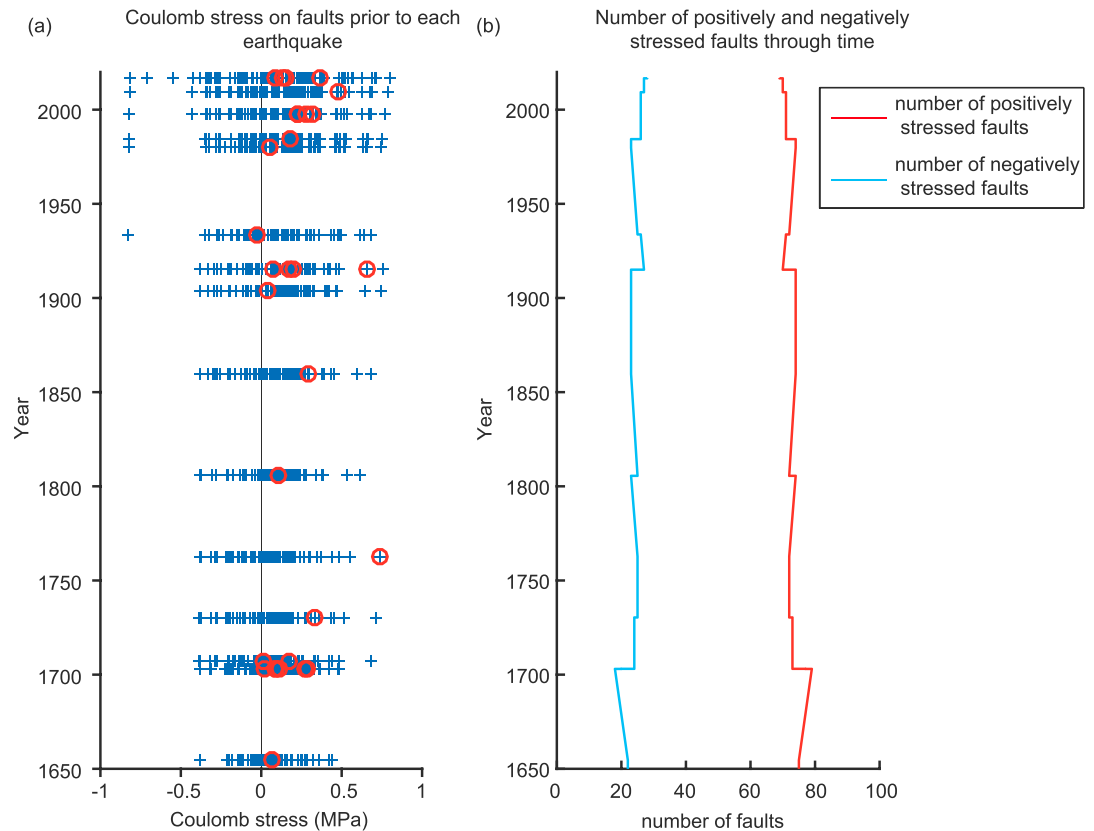 (a)
Coulomb stress on faults prior to each
earthquake
2000
1950
1900
1850
1800
1750
1700
1650
Year
-1
-0.5
0
0.5
1
Coulomb stress (MPa)
(b)
Number of positively and negatively
stressed faults through time
2000
1950
1900
1850
1800
1750
1700
1650
Year
0
20
40
60
80
100
number of faults
number of positively
stressed faults
number of negatively
stressed faults